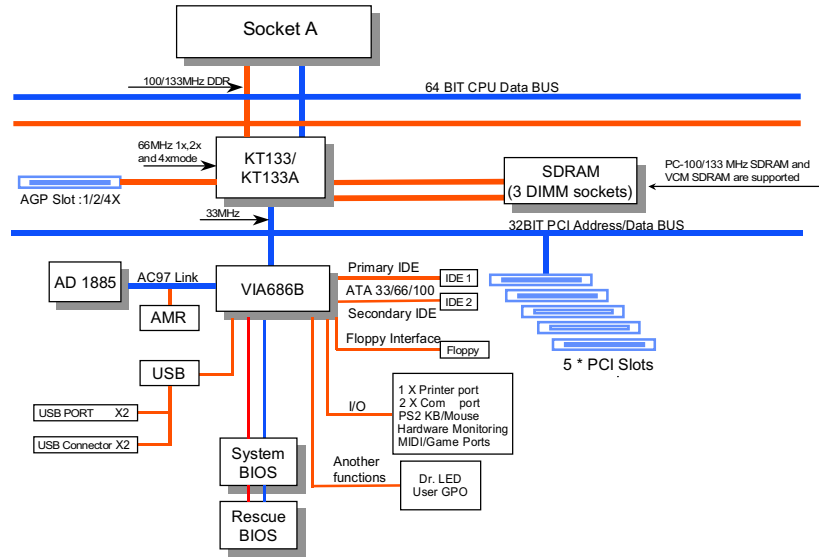 Socket A
100/133MHz DDR
64 BIT CPU Data BUS
66MHz 1x,2x
and 4xmode
KT133/
KT133A
SDRAM
(3 DIMM sockets)
PC-100/133 MHz SDRAM and
VCM SDRAM are supported
AGP Slot :1/2/4X
33MHz
32BIT PCI Address/Data BUS
AD 1885
AC97 Link
VIA686B
AMR
Primary IDE
IDE 1
ATA 33/66/100
IDE 2
Secondary IDE
Floppy Interface
Floppy
5 * PCI Slots
USB
USB PORT X2
USB Connector X2
I/O
1 X Printer port
2 X Com port
PS2 KB/Mouse
Hardware Monitoring
MIDI/Game Ports
System
BIOS
Another
functions
Dr. LED
User GPO
Rescue
BIOS